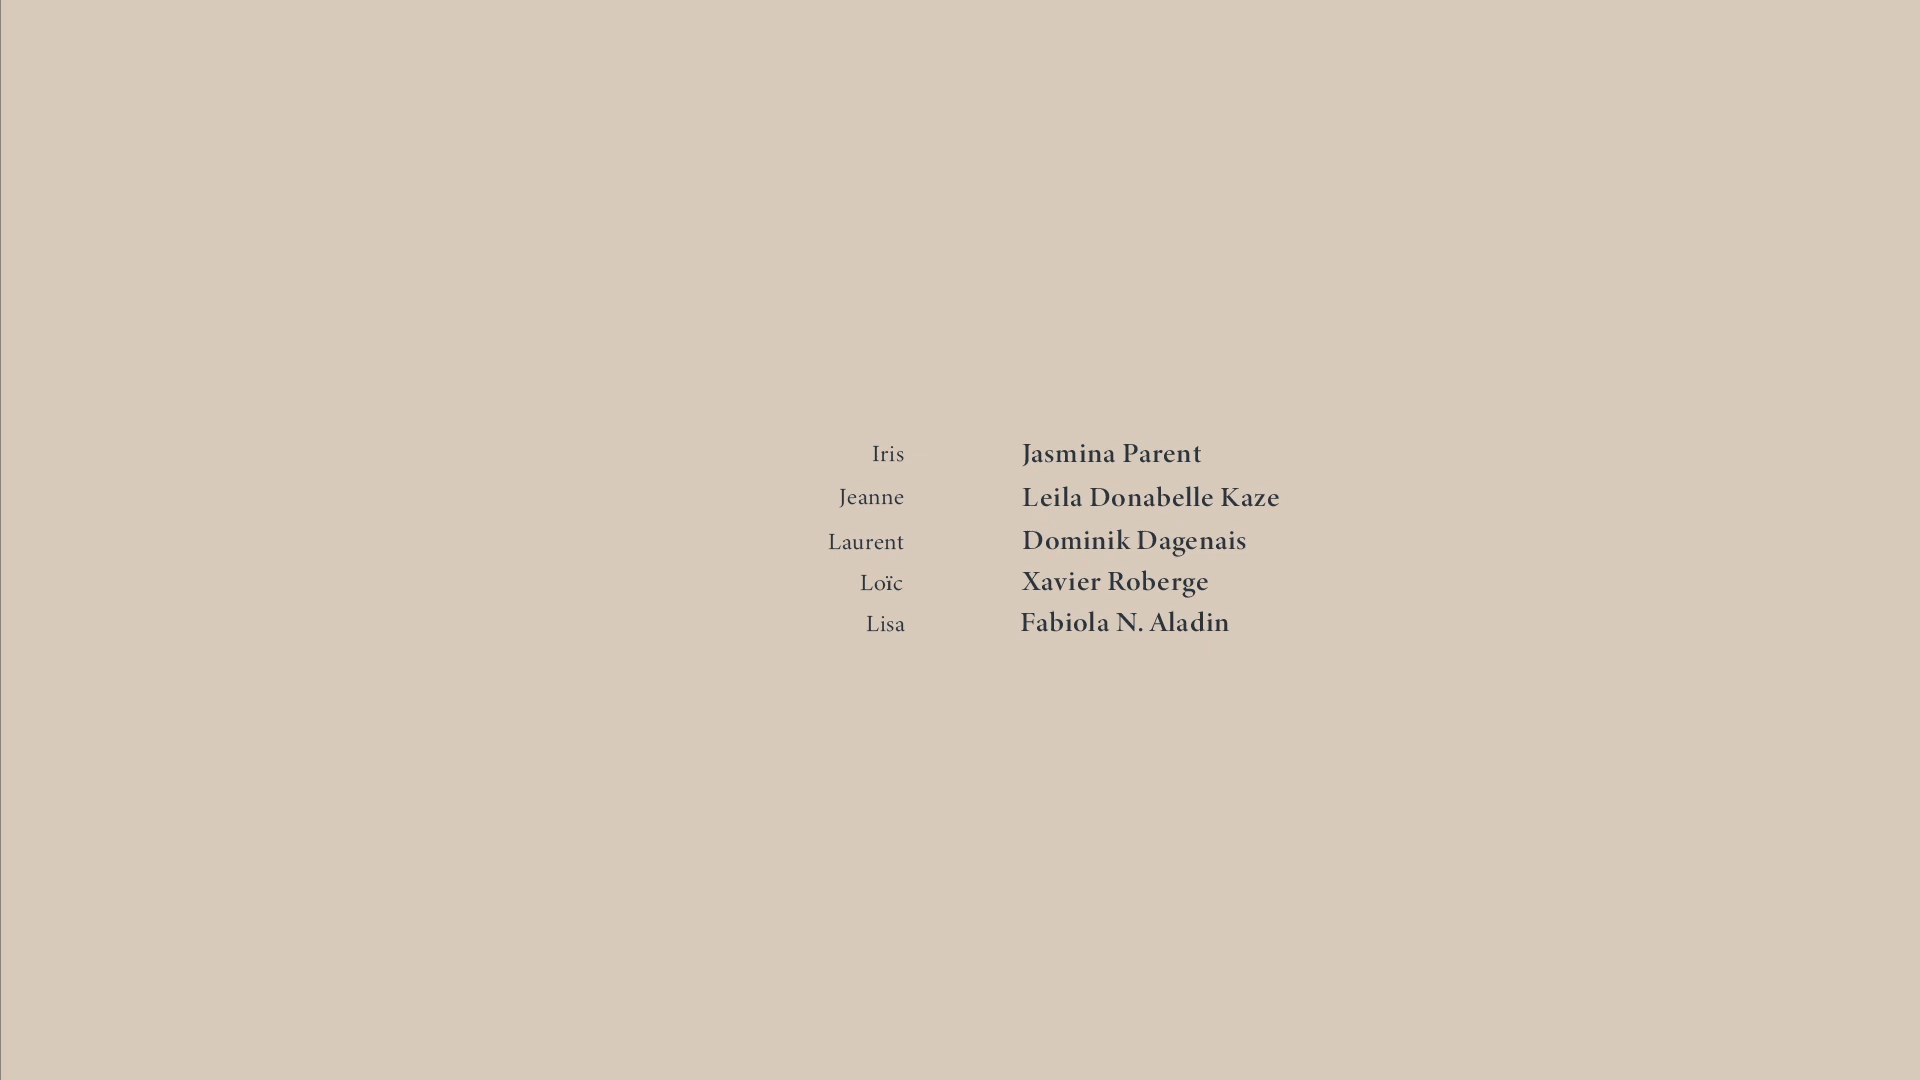 Iris Jasmina Parent
Jeanne Leila Donabelle Kaze
Laurent Dominik Dagenais
Loïc Xavier Roberge
Lisa Fabiola N. Aladin